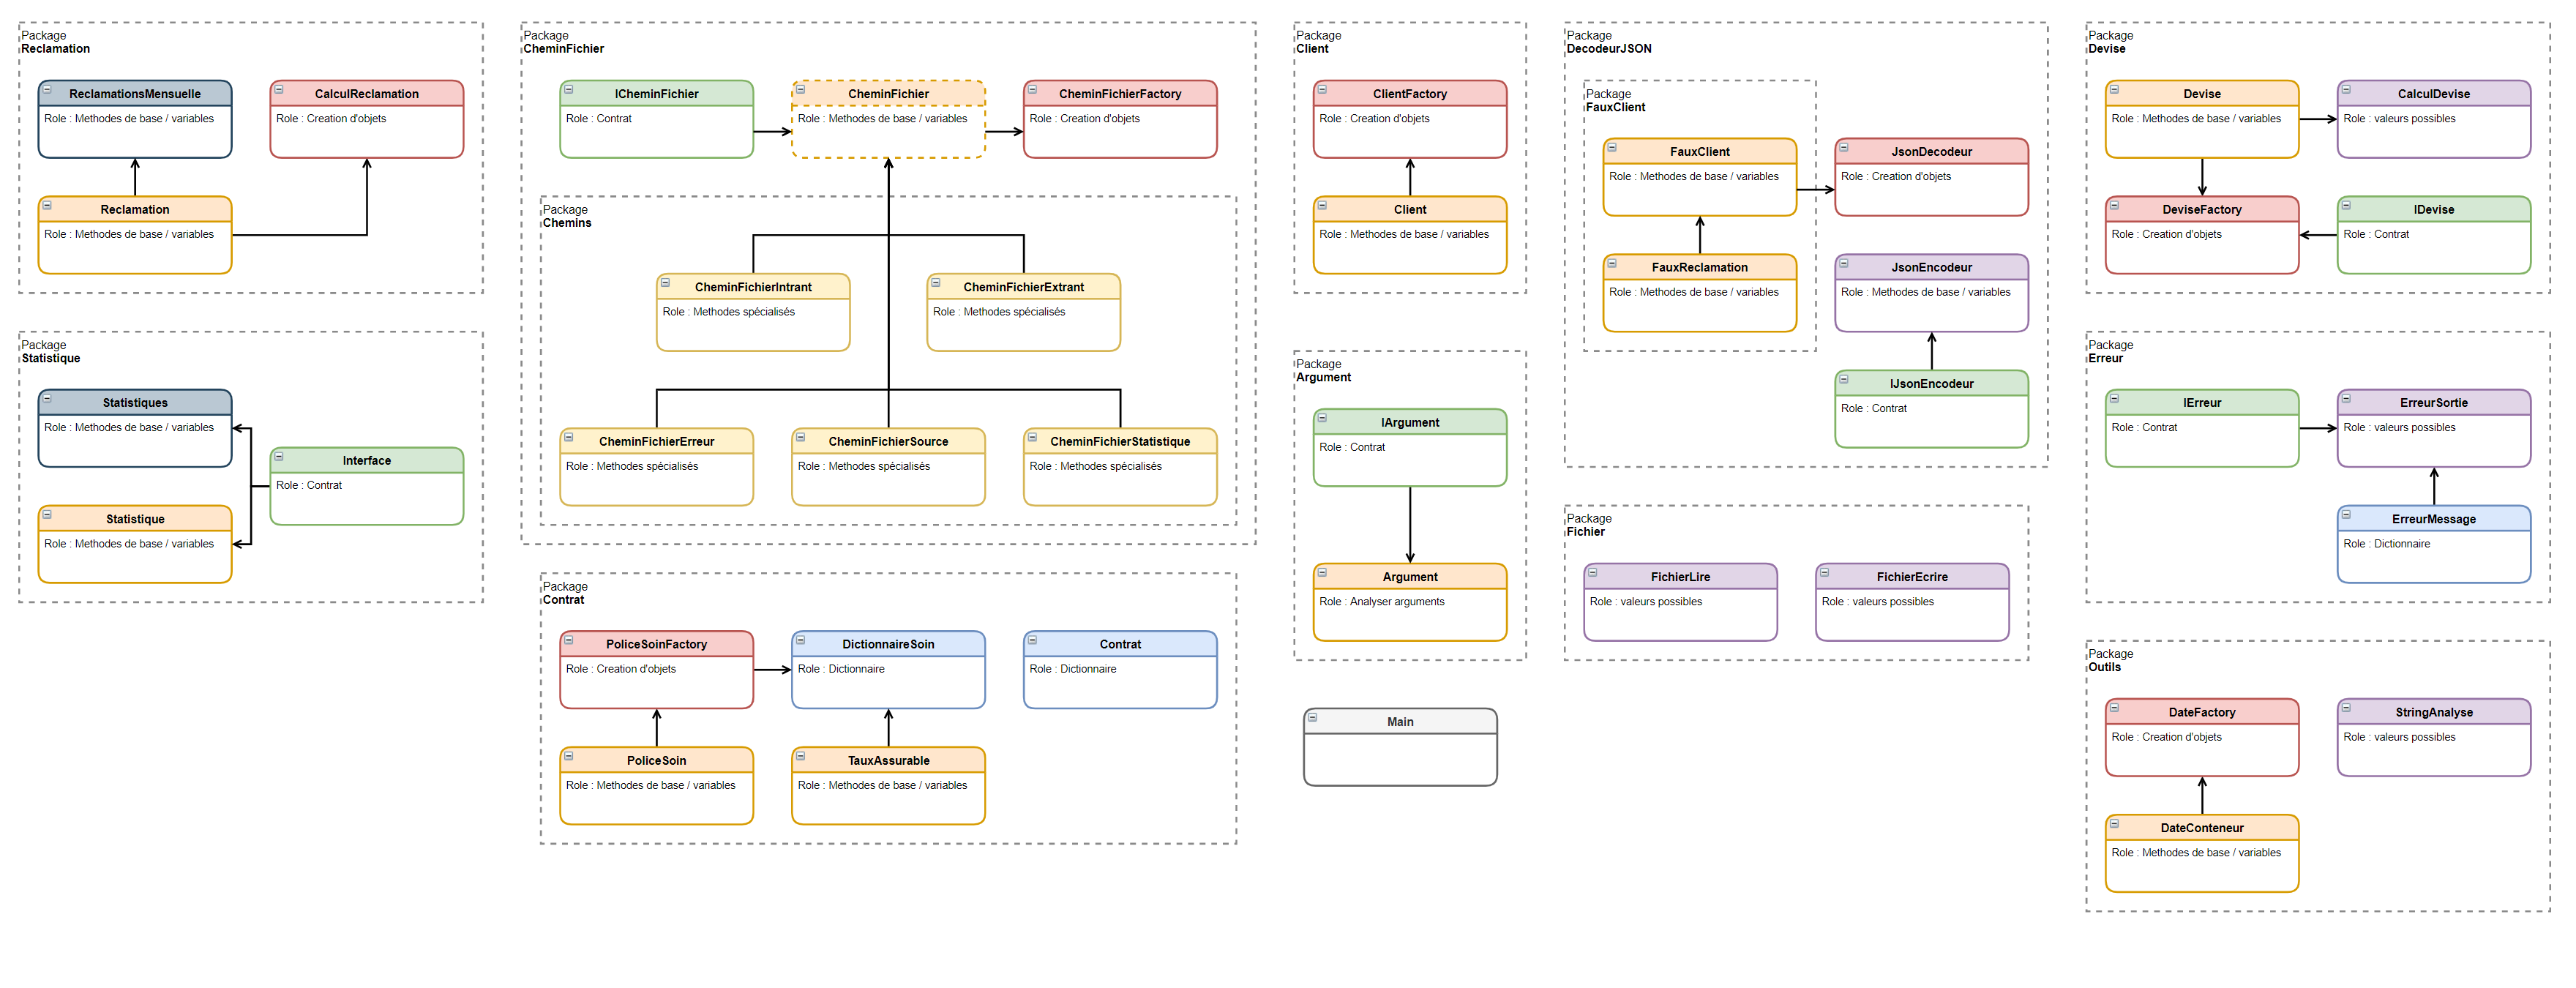 Package
Reclamation
ReclamationsMensuelle
Role : Methodes de base / variables
CalculReclamation
Role : Creation d'objets
Reclamation
Role : Methodes de base / variables
Package
Statistique
Statistiques
Role : Methodes de base / variables
Interface
Role : Contrat
Statistique
Role : Methodes de base / variables
Package
CheminFichier
ICheminFichier
Role : Contrat
CheminFichier
Role : Methodes de base / variables
CheminFichierFactory
Role : Creation d'objets
Package
Chemins
CheminFichierIntrant
Role : Methodes spécialisés
CheminFichierExtrant
Role : Methodes spécialisés
CheminFichierErreur
Role : Methodes spécialisés
CheminFichierSource
Role : Methodes spécialisés
CheminFichierStatistique
Role : Methodes spécialisés
Package
Contrat
PoliceSoinFactory
Role : Creation d'objets
DictionnaireSoin
Role : Dictionnaire
Contrat
Role : Dictionnaire
PoliceSoin
Role : Methodes de base / variables
TauxAssurable
Role : Methodes de base / variables
Package
Client
ClientFactory
Role : Creation d'objets
Client
Role : Methodes de base / variables
Package
Argument
IArgument
Role : Contrat
Argument
Role : Analyser arguments
Main
Package
DecodeurJSON
Package
FauxClient
FauxClient
Role : Methodes de base / variables
JsonDecodeur
Role : Creation d'objets
FauxReclamation
Role : Methodes de base / variables
JsonEncodeur
Role : Methodes de base / variables
IJsonEncodeur
Role : Contrat
Package
Fichier
FichierLire
Role : valeurs possibles
FichierEcrire
Role : valeurs possibles
Package
Devise
Devise
Role : Methodes de base / variables
CalculDevise
Role : valeurs possibles
DeviseFactory
Role : Creation d'objets
IDevise
Role : Contrat
Package
Erreur
IErreur
Role : Contrat
ErreurSortie
Role : valeurs possibles
ErreurMessage
Role : Dictionnaire
Package
Outils
DateFactory
Role : Creation d'objets
StringAnalyse
Role : valeurs possibles
DateConteneur
Role : Methodes de base / variables